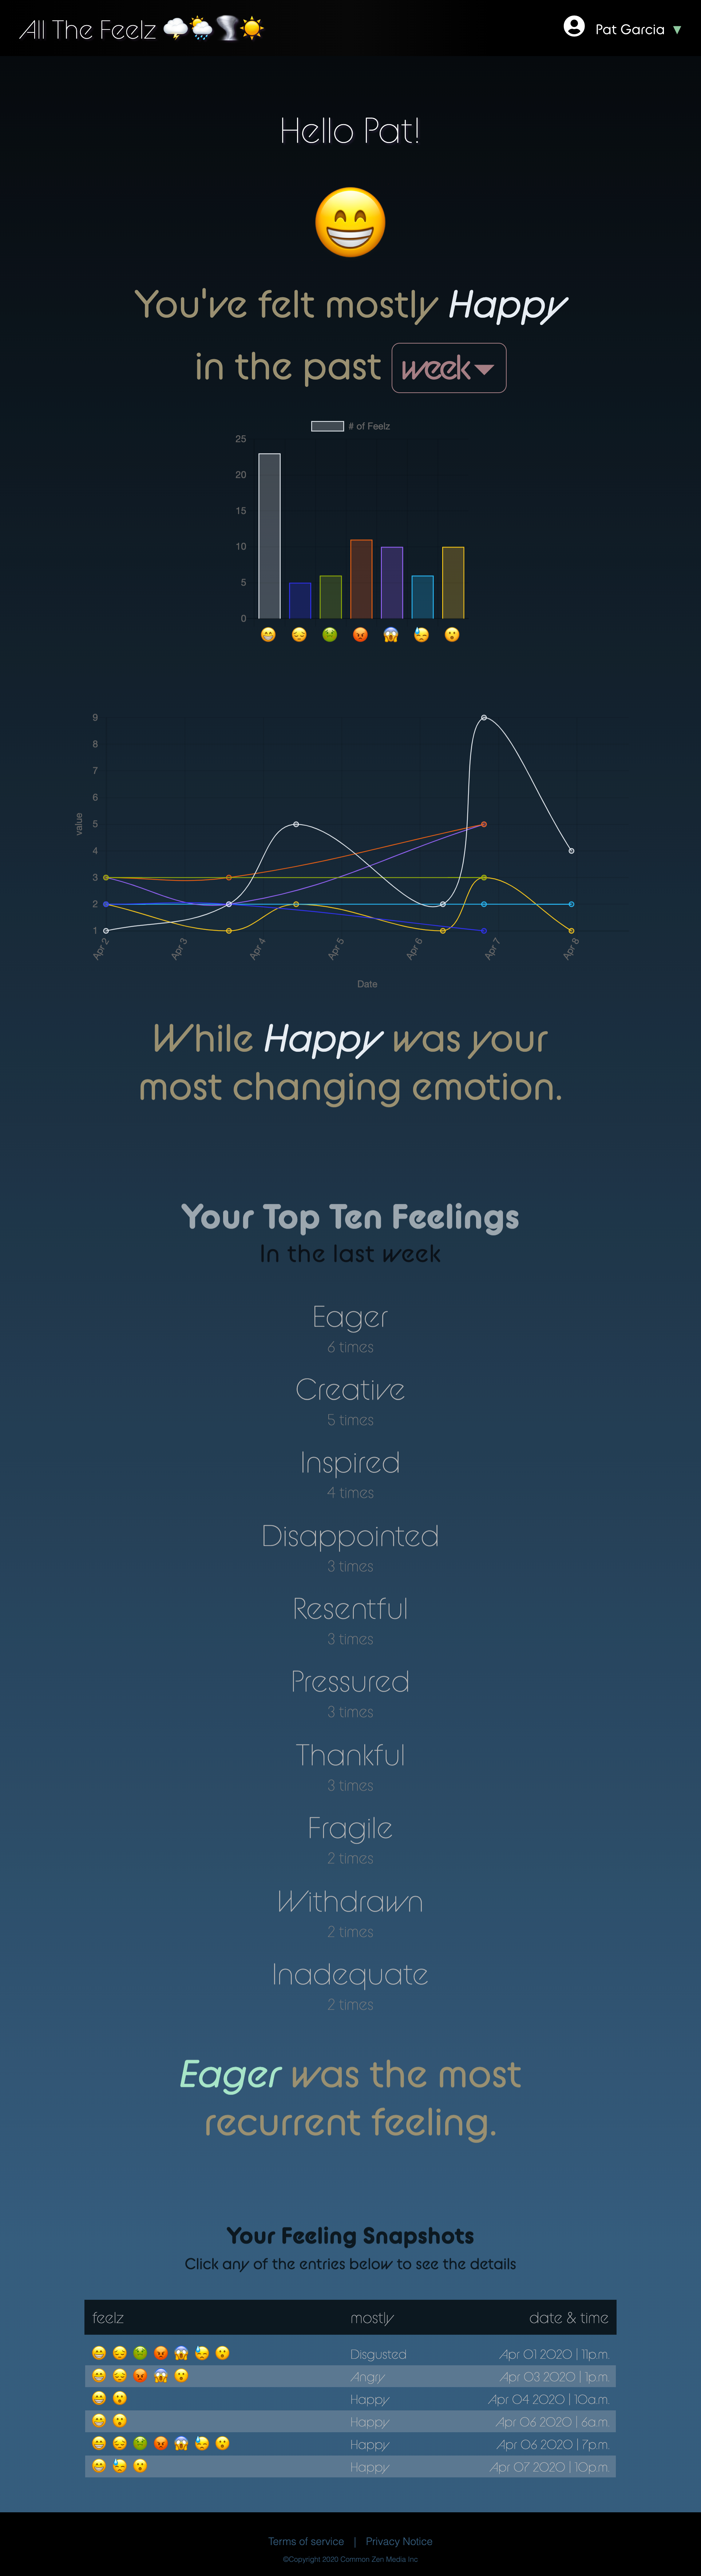 All The Feelz
Pat Garcia ▼
Hello Pat!
You've felt mostly Happy
in the past week
# of Feelz
25
20
15
10
5
0
9
8
7
6
5
4
3
2
1
value
Apr 2 Apr 3 Apr 4 Apr 5 Apr 6 Apr 7 Apr 8
Date
While Happy was your
most changing emotion.
Your Top Ten Feelings
In the last week
Eager
6 times
Creative
5 times
Inspired
4 times
Disappointed
3 times
Resentful
3 times
Pressured
3 times
Thankful
3 times
Fragile
2 times
Withdrawn
2 times
Inadequate
2 times
Eager was the most
recurrent feeling.
Your Feeling Snapshots
Click any of the entries below to see the details
feelz mostly date & time
Disgusted Apr 01 2020 | 11p.m.
Angry Apr 03 2020 | 1p.m.
Happy Apr 04 2020 | 10a.m.
Happy Apr 06 2020 | 6a.m.
Happy Apr 06 2020 | 7p.m.
Happy Apr 07 2020 | 10p.m.
Terms of service | Privacy Notice
©Copyright 2020 Common Zen Media Inc